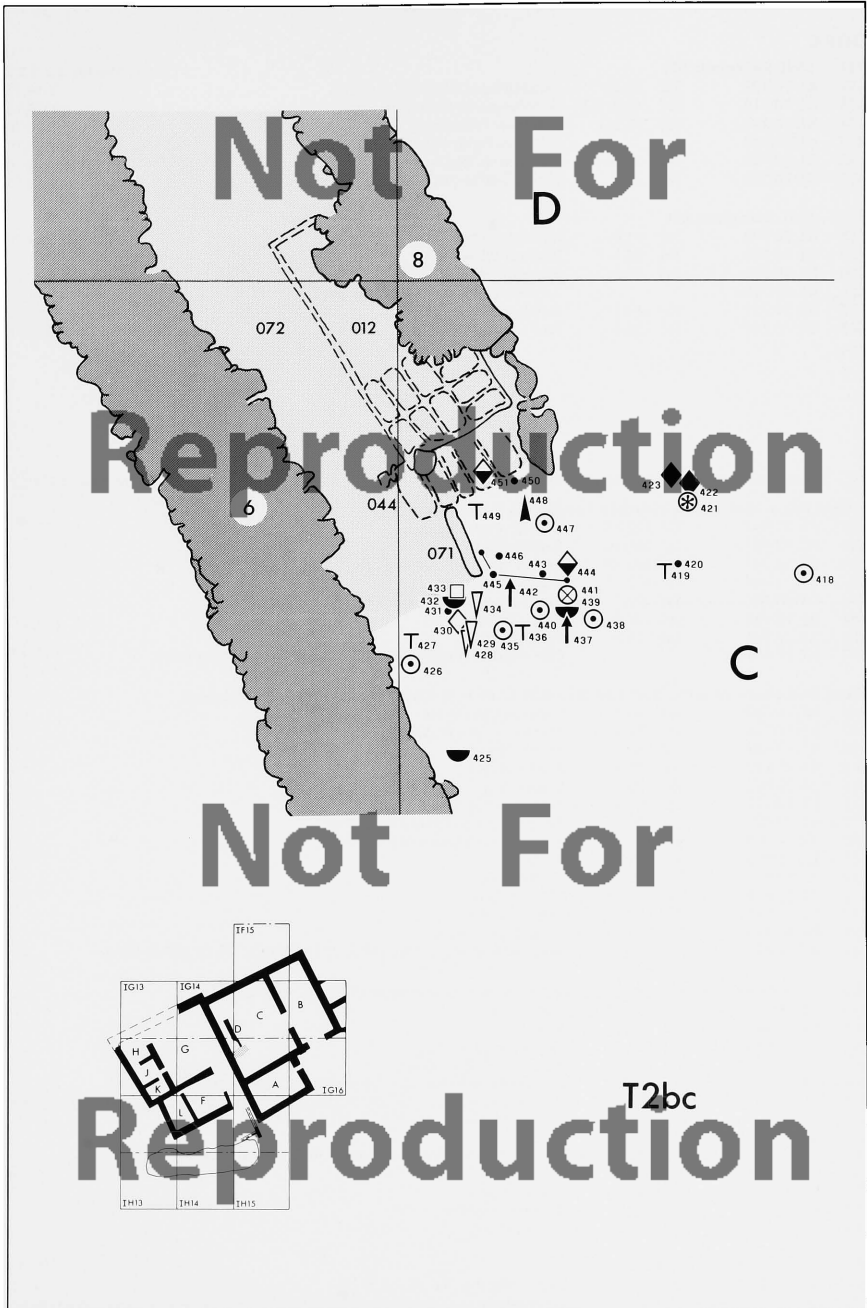 Not For
D
8
072 012
Reproduction
451 450
423 422
421
448
6
044
T449
447
071
446
443
444
T419 420
418
445
442
441
433
432
434
439
431
440
438
430
T436
437
T427
429
435
428
426
C
425
Not For
IF15
IG13 IG14
C B
D
H G
J
K A
F
IG16
L
T2bc
Reproduction
IH13 IH14 IH15